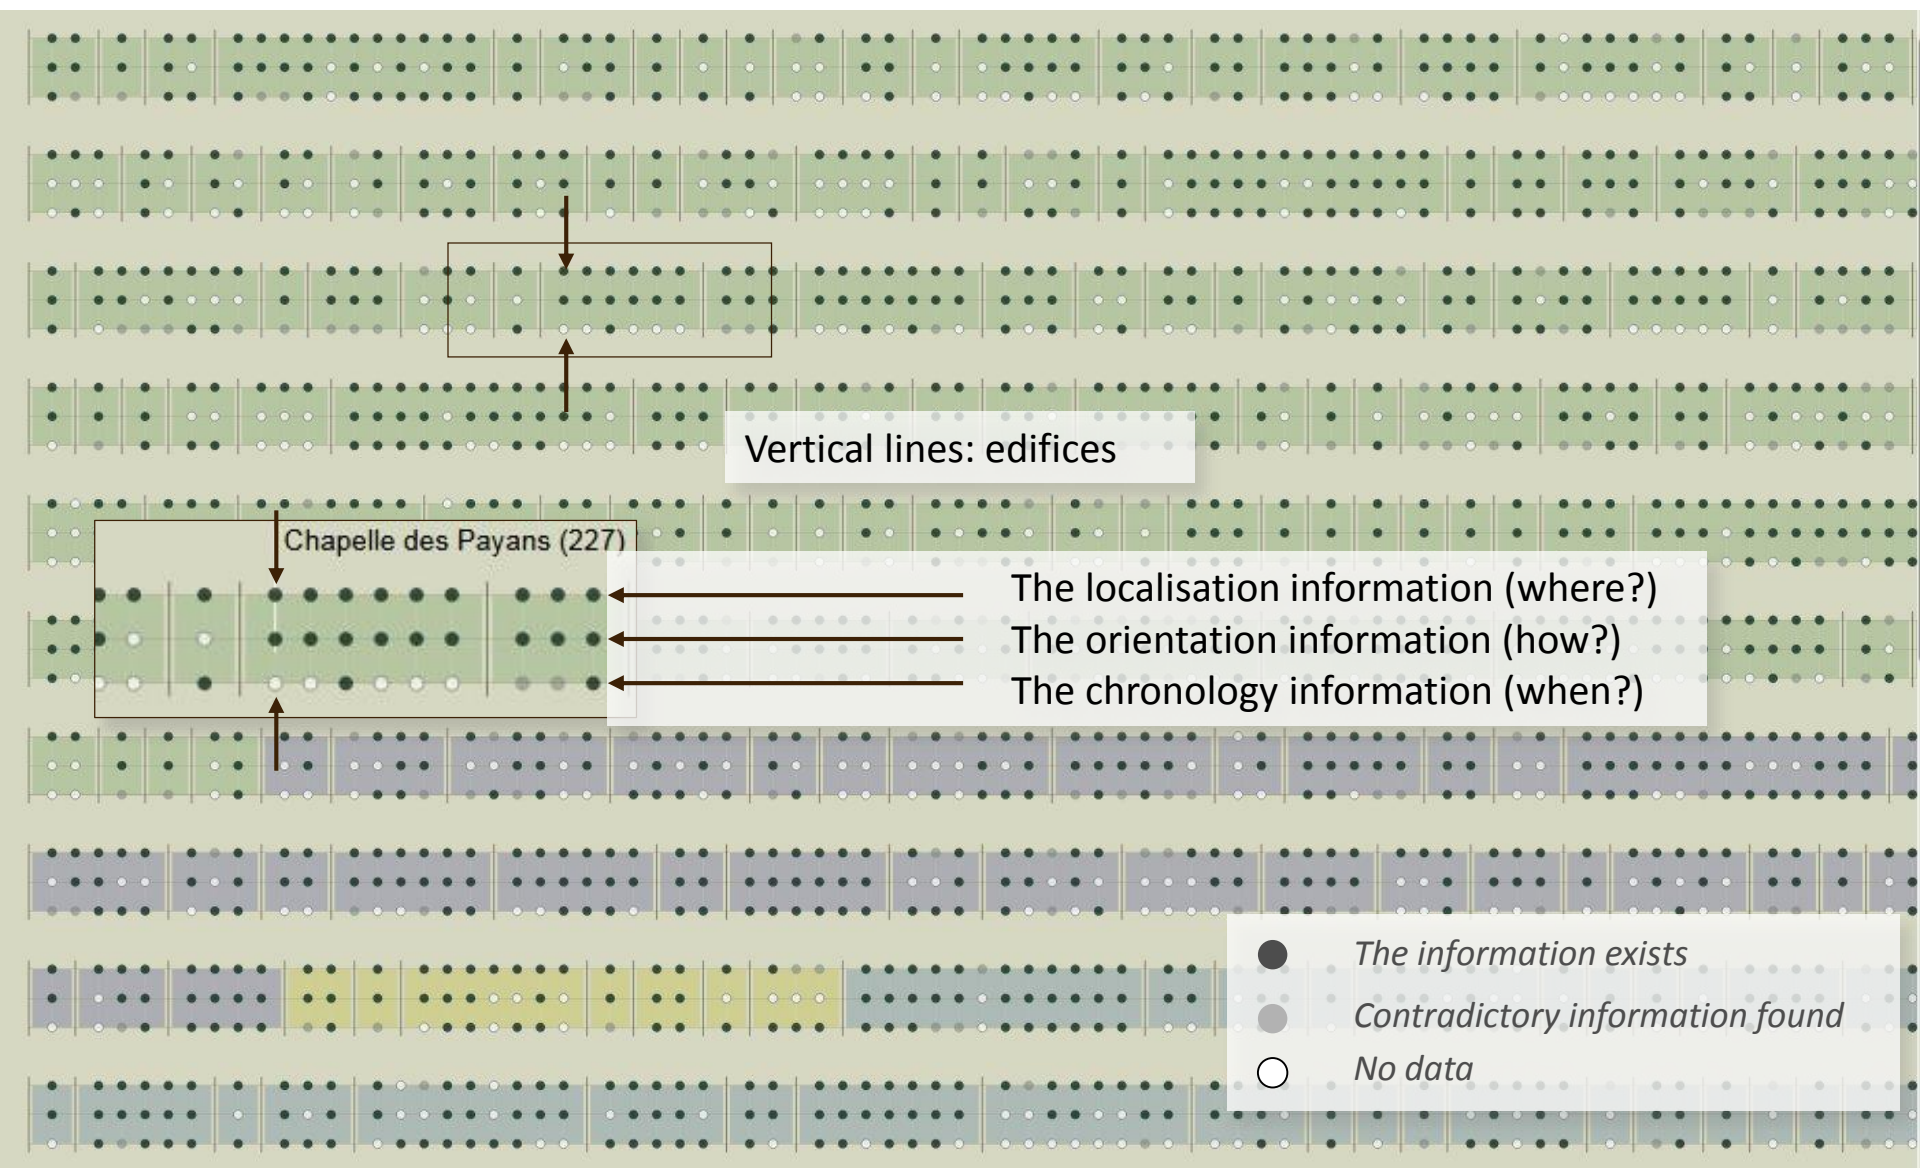 Vertical lines: edifices
Chapelle des Payans (227)
The localisation information (where?)
The orientation information (how?)
The chronology information (when?)
The information exists
Contradictory information found
No data